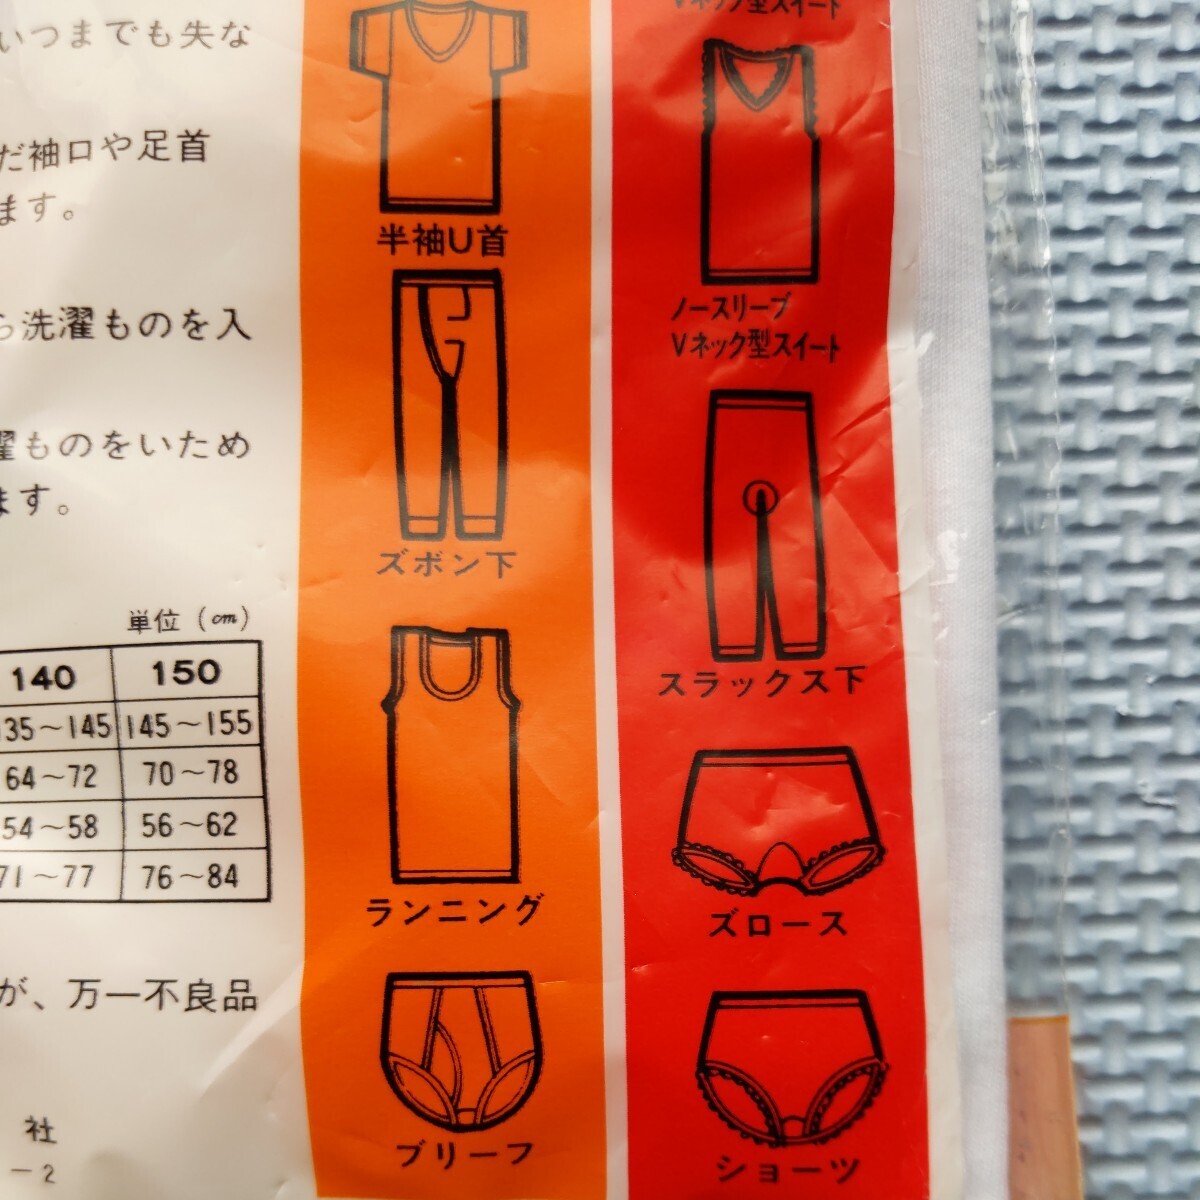 いつまでも失な
だ袖口や足首
ます。
ら洗濯ものを入
濯ものをいため
ます。
単位(cm)
140 150
135〜145 145〜155
64〜72 70〜78
54〜58 56〜62
71〜77 76〜84
が、万一不良品
社
－2
半袖U首
ズボン下
ランニング
ブリーフ
Vネック型スイート
ノースリーブ
Vネック型スイート
スラックス下
ズロース
ショーツ